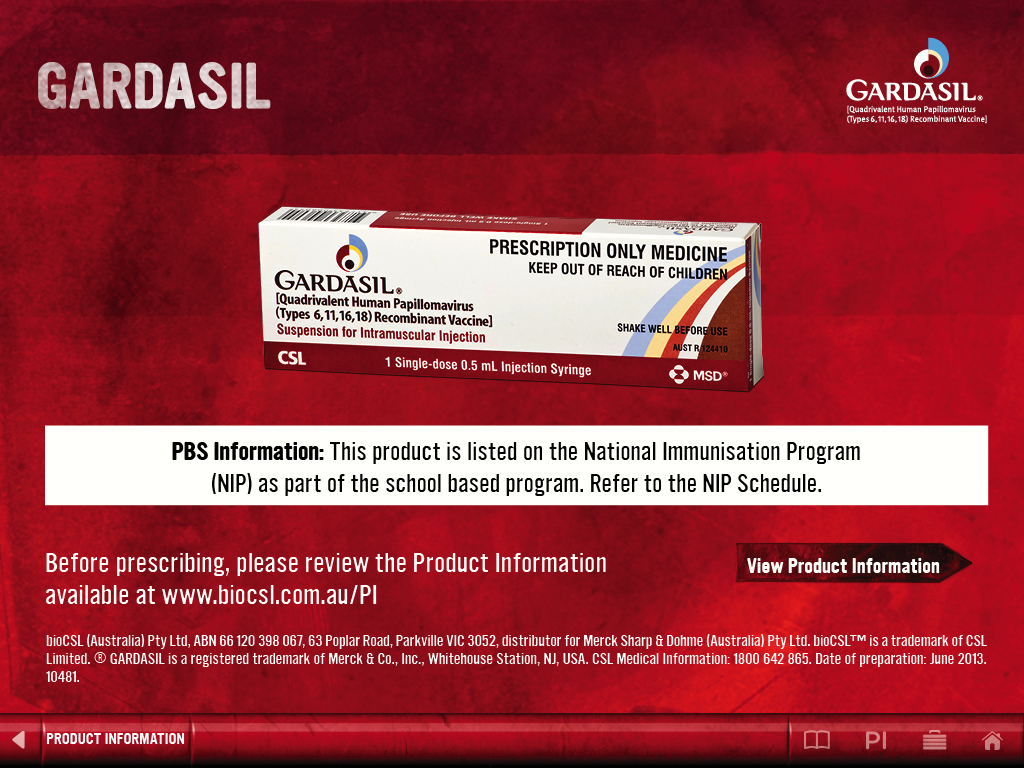 GARDASIL
GARDASIL®
[Quadrivalent Human Papillomavirus
(Types 6,11,16,18) Recombinant Vaccine]
PRESCRIPTION ONLY MEDICINE
KEEP OUT OF REACH OF CHILDREN
GARDASIL®
[Quadrivalent Human Papillomavirus
(Types 6,11,16,18) Recombinant Vaccine]
Suspension for Intramuscular Injection
SHAKE WELL BEFORE USE
AUST R 124410
CSL
1 Single-dose 0.5 mL Injection Syringe
MSD®
PBS Information: This product is listed on the National Immunisation Program
(NIP) as part of the school based program. Refer to the NIP Schedule.
Before prescribing, please review the Product Information
available at www.biocsl.com.au/PI
View Product Information
bioCSL (Australia) Pty Ltd, ABN 66 120 398 067, 63 Poplar Road, Parkville VIC 3052, distributor for Merck Sharp & Dohme (Australia) Pty Ltd. bioCSL™ is a trademark of CSL
Limited. ® GARDASIL is a registered trademark of Merck & Co., Inc., Whitehouse Station, NJ, USA. CSL Medical Information: 1800 642 865. Date of preparation: June 2013.
10481.
PRODUCT INFORMATION
PI